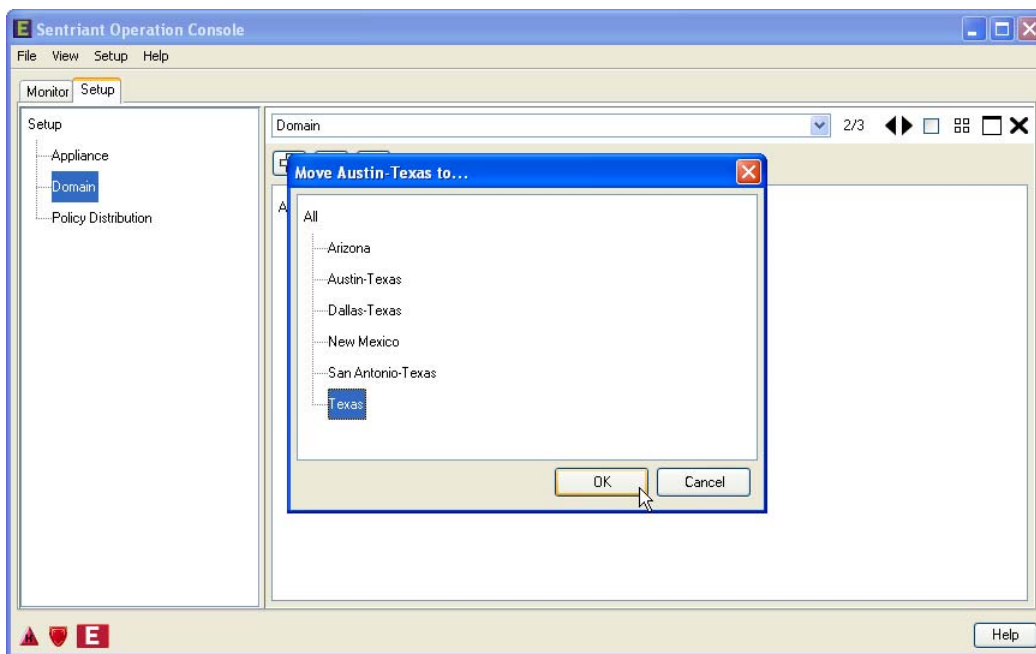 E Sentriant Operation Console
File View Setup Help
Monitor Setup
Setup
Appliance
Domain
Policy Distribution
Domain
2/3
Move Austin-Texas to...
All
Arizona
Austin-Texas
Dallas-Texas
New Mexico
San Antonio-Texas
Texas
OK Cancel
H
E
Help